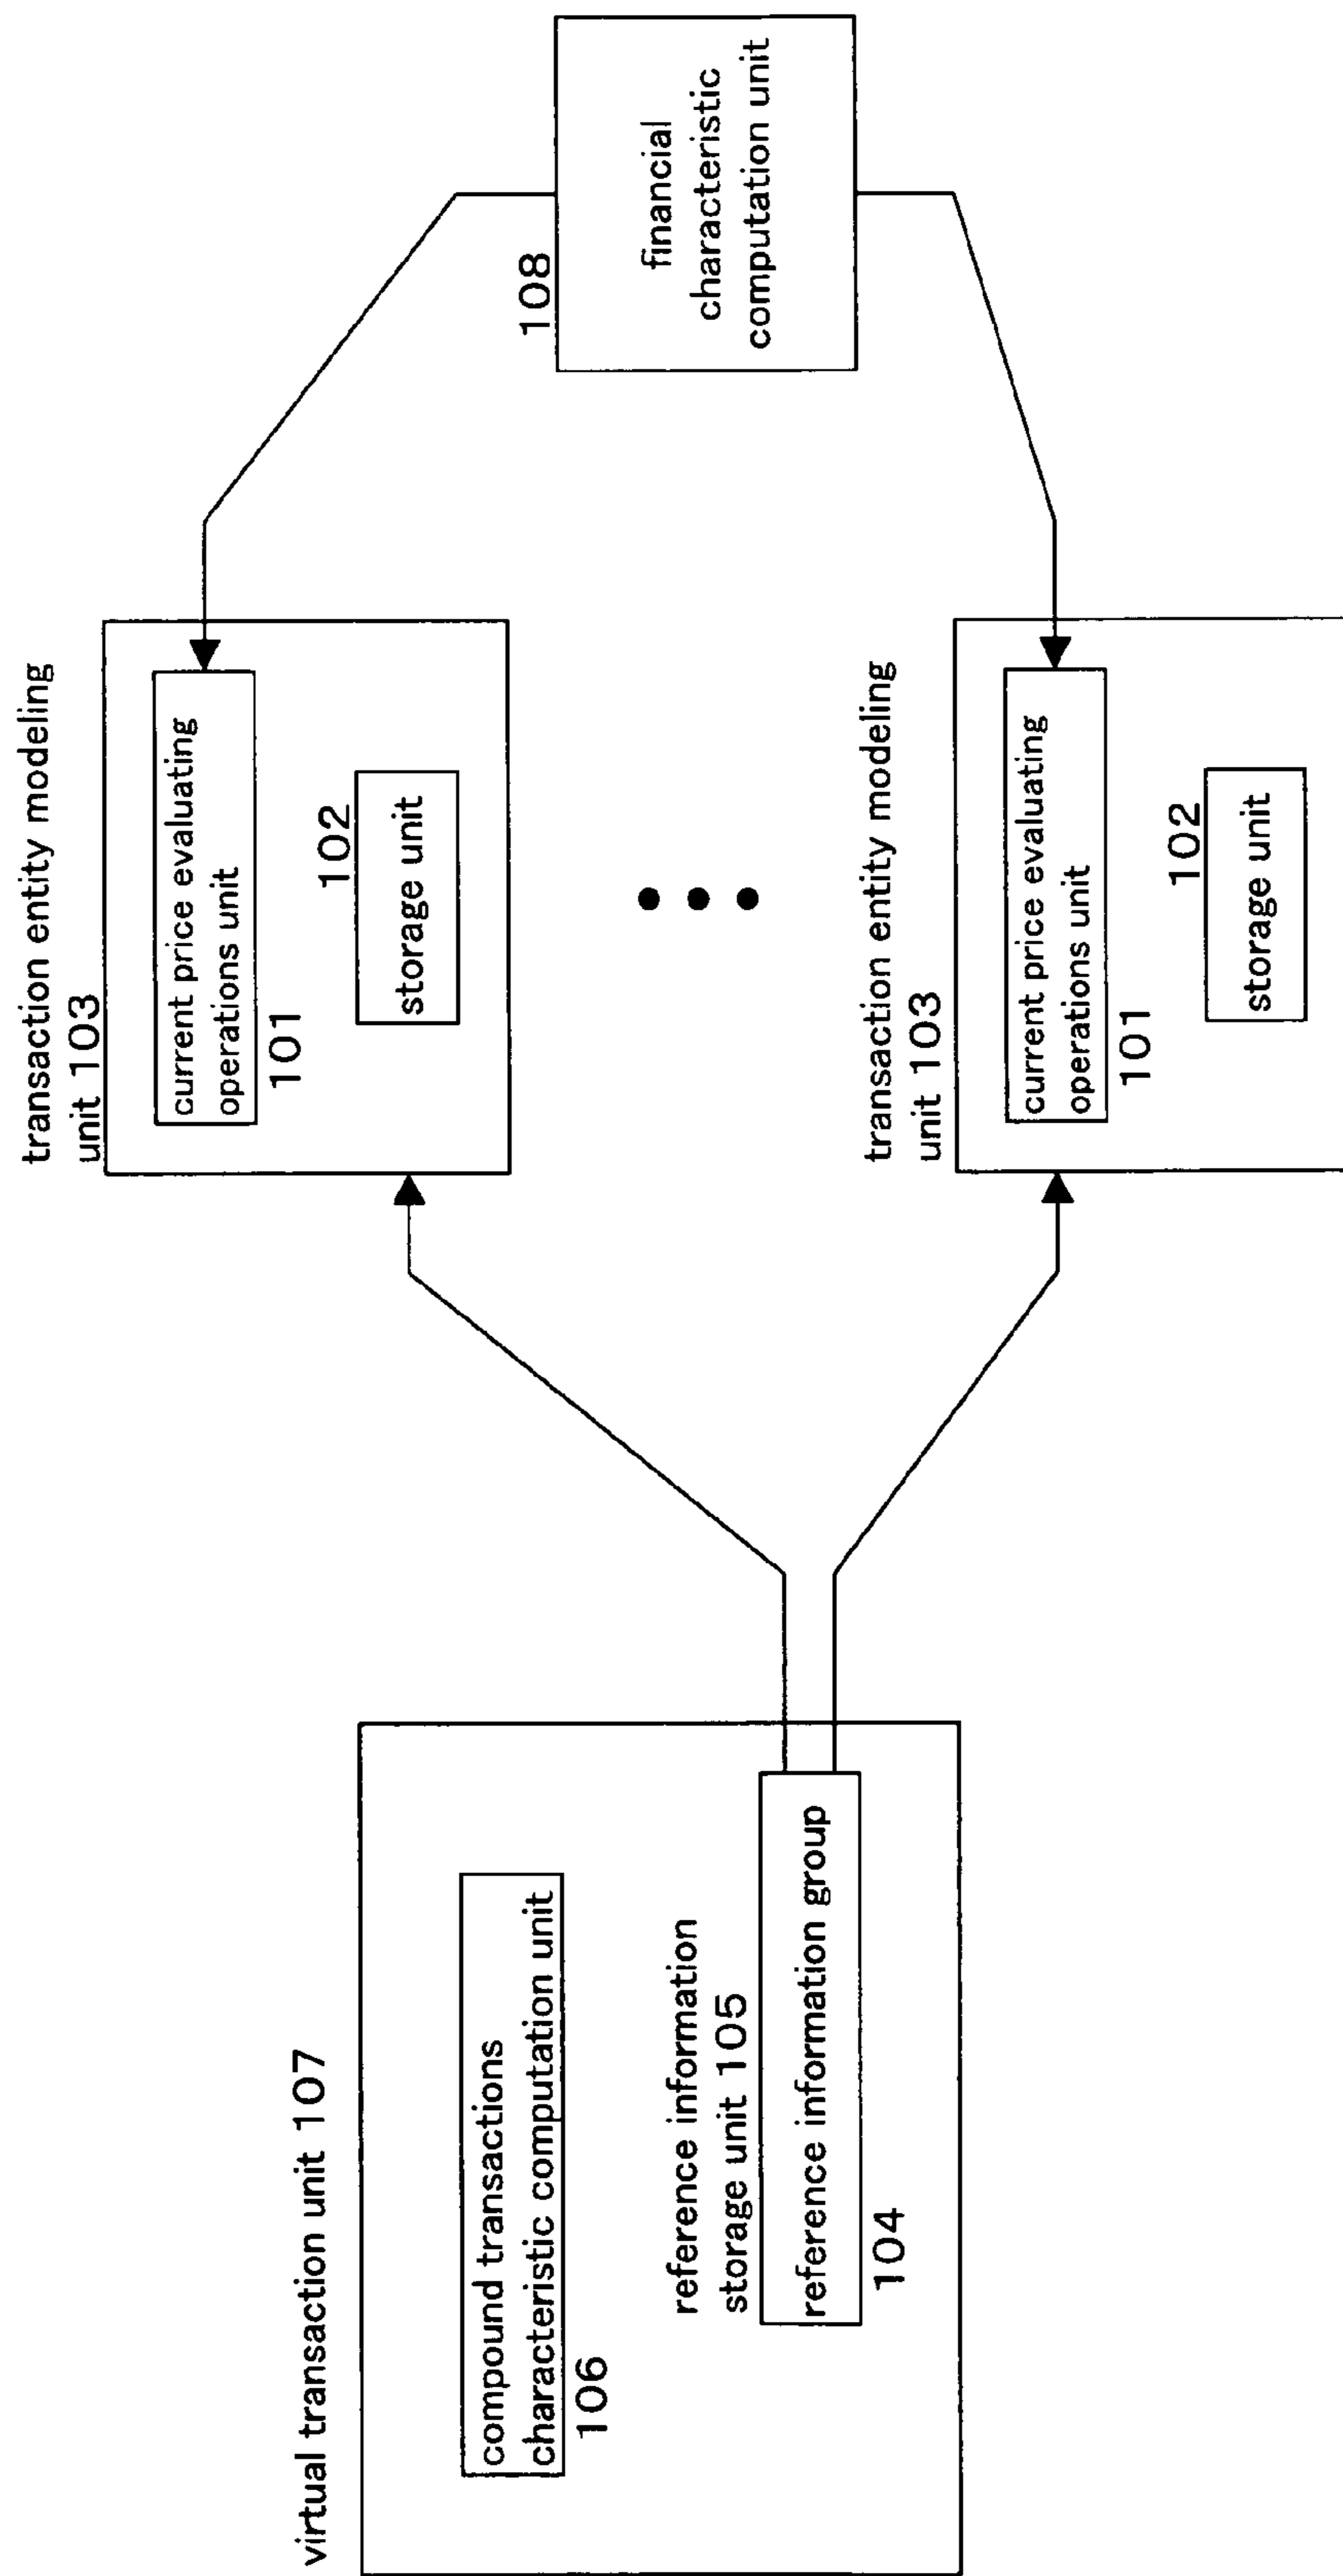 virtual transaction unit 107
compound transactions
characteristic computation unit
106
reference information
storage unit 105
reference information group
104
transaction entity modeling
unit 103
current price evaluating
operations unit
101
102
storage unit
transaction entity modeling
unit 103
current price evaluating
operations unit
101
102
storage unit
108
financial
characteristic
computation unit